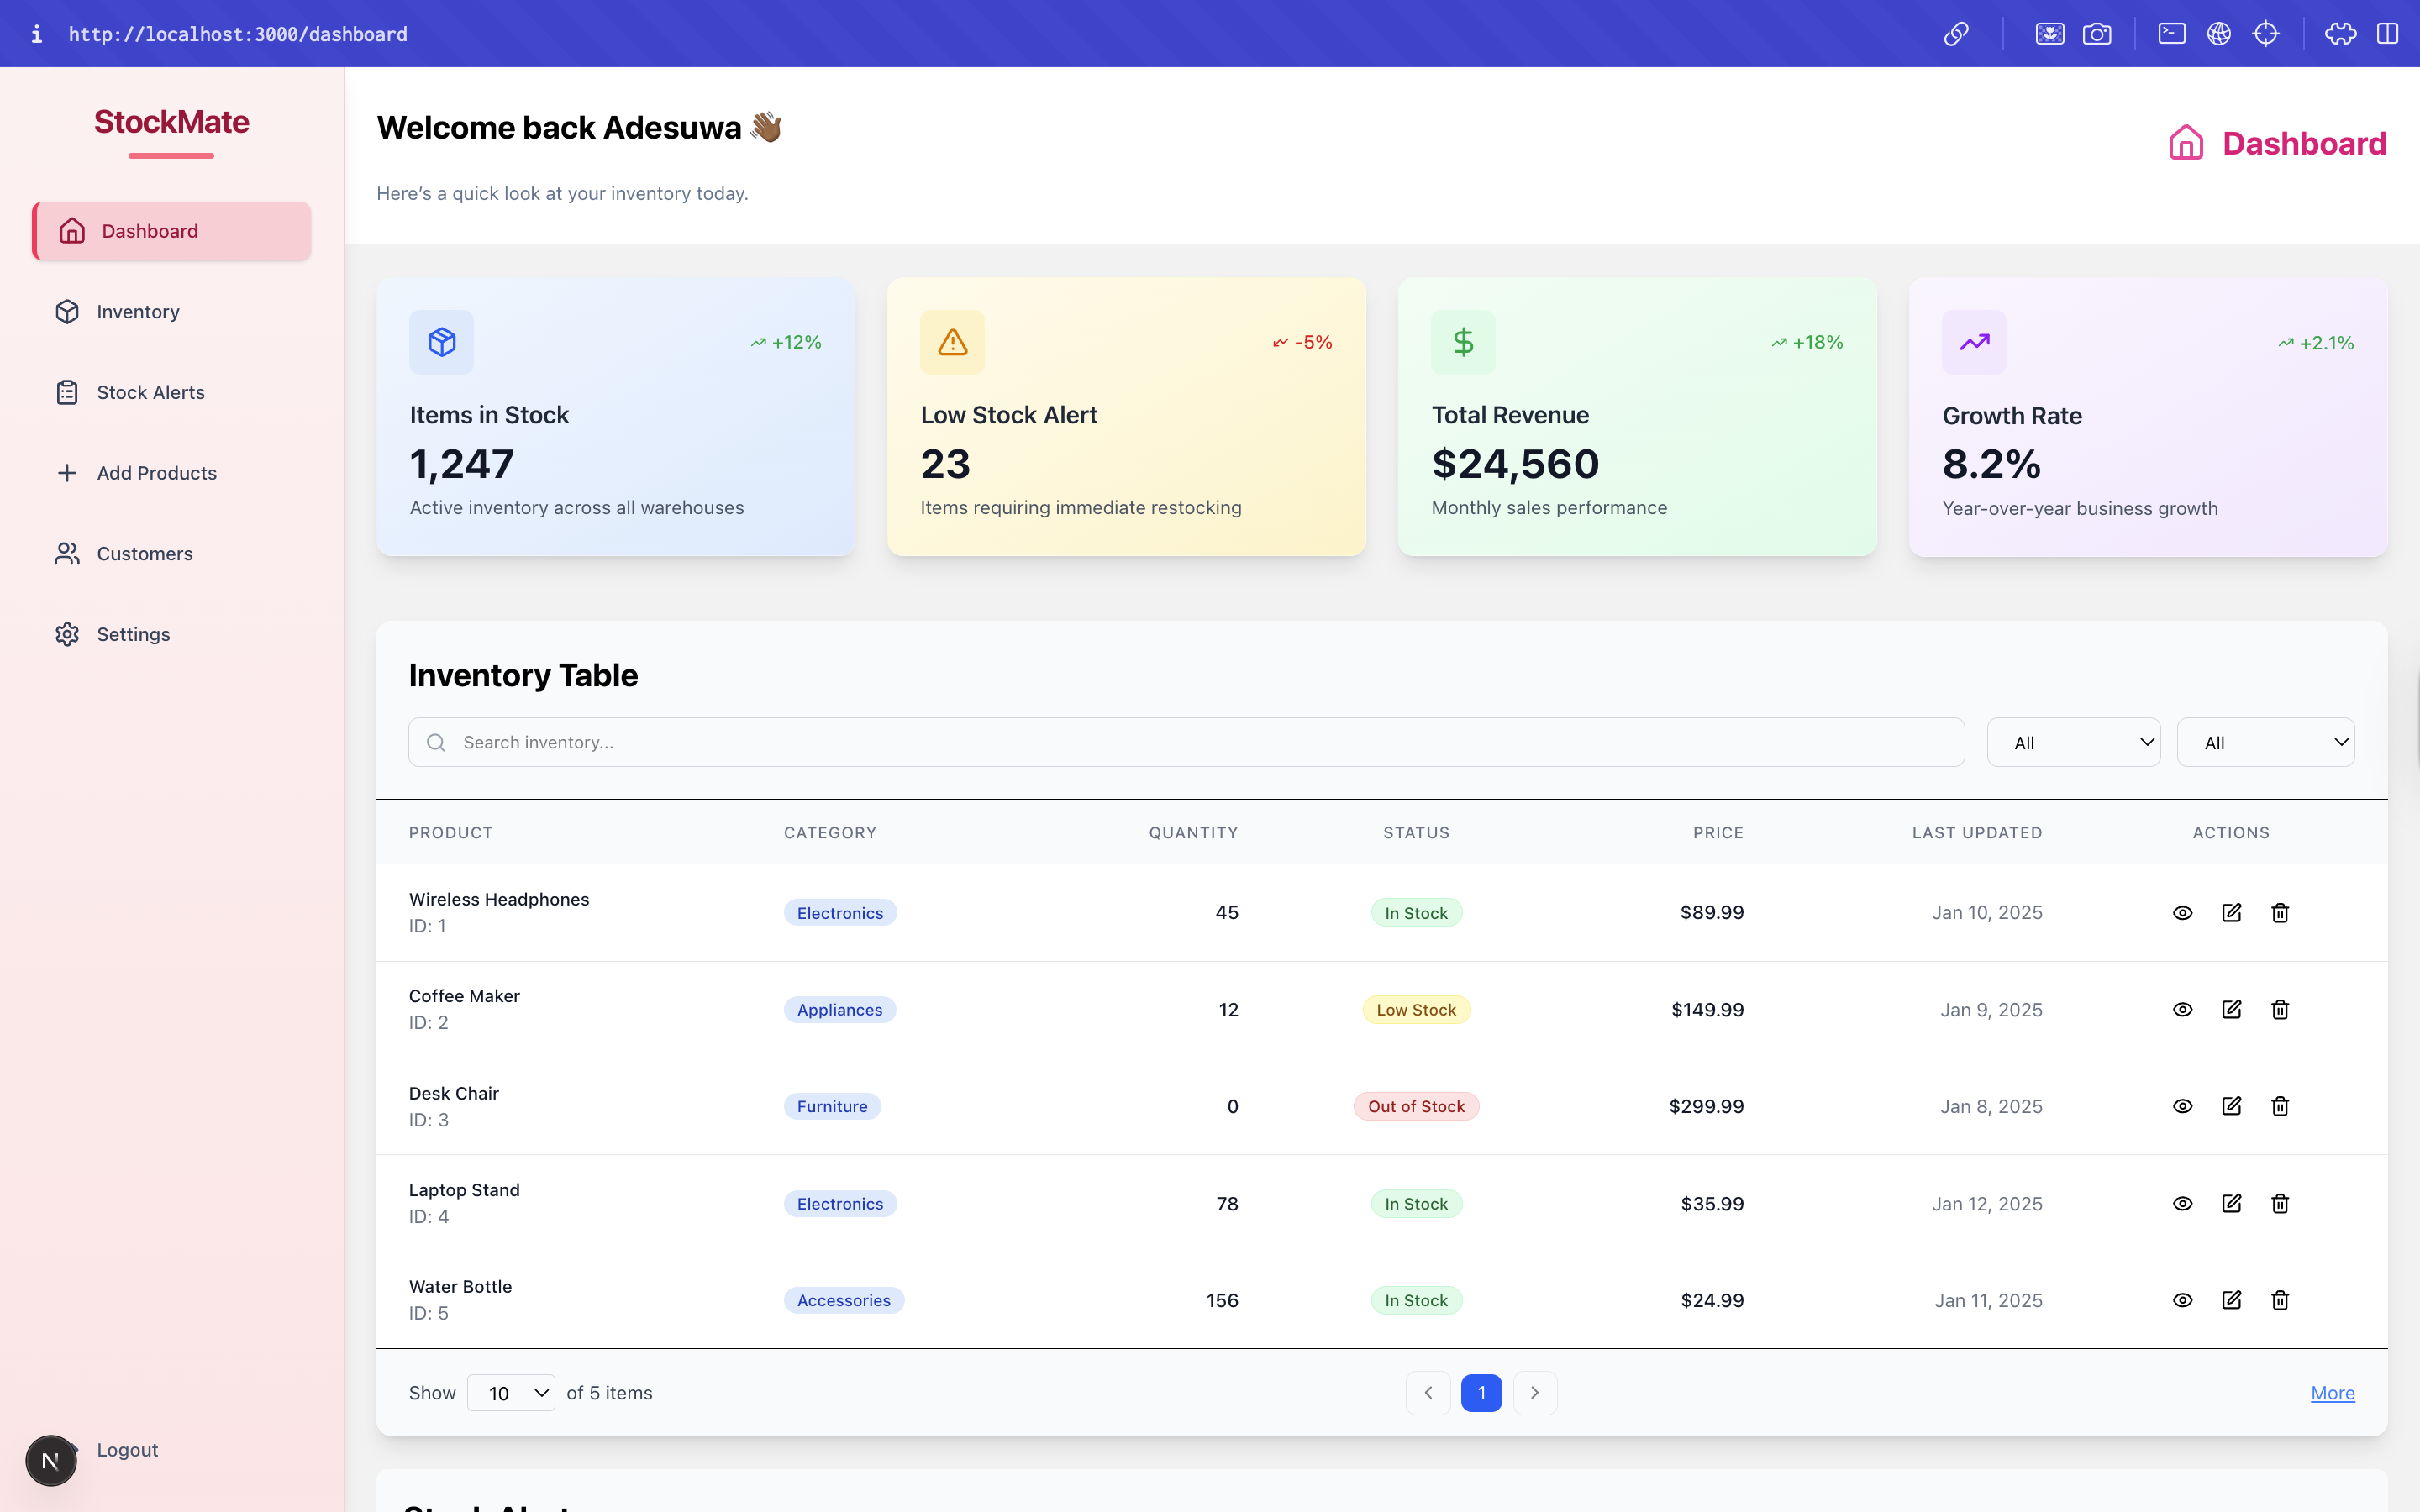 http://localhost:3000/dashboard
StockMate
Dashboard
Inventory
Stock Alerts
Add Products
Customers
Settings
Logout
N
Welcome back Adesuwa 👋🏾
Here's a quick look at your inventory today.
Dashboard
+12%
Items in Stock
1,247
Active inventory across all warehouses
-5%
Low Stock Alert
23
Items requiring immediate restocking
+18%
Total Revenue
$24,560
Monthly sales performance
+2.1%
Growth Rate
8.2%
Year-over-year business growth
Inventory Table
Search inventory...
All
All
PRODUCT CATEGORY QUANTITY STATUS PRICE LAST UPDATED ACTIONS
Wireless Headphones
ID: 1
Electronics 45 In Stock $89.99 Jan 10, 2025
Coffee Maker
ID: 2
Appliances 12 Low Stock $149.99 Jan 9, 2025
Desk Chair
ID: 3
Furniture 0 Out of Stock $299.99 Jan 8, 2025
Laptop Stand
ID: 4
Electronics 78 In Stock $35.99 Jan 12, 2025
Water Bottle
ID: 5
Accessories 156 In Stock $24.99 Jan 11, 2025
Show 10 of 5 items
1
More